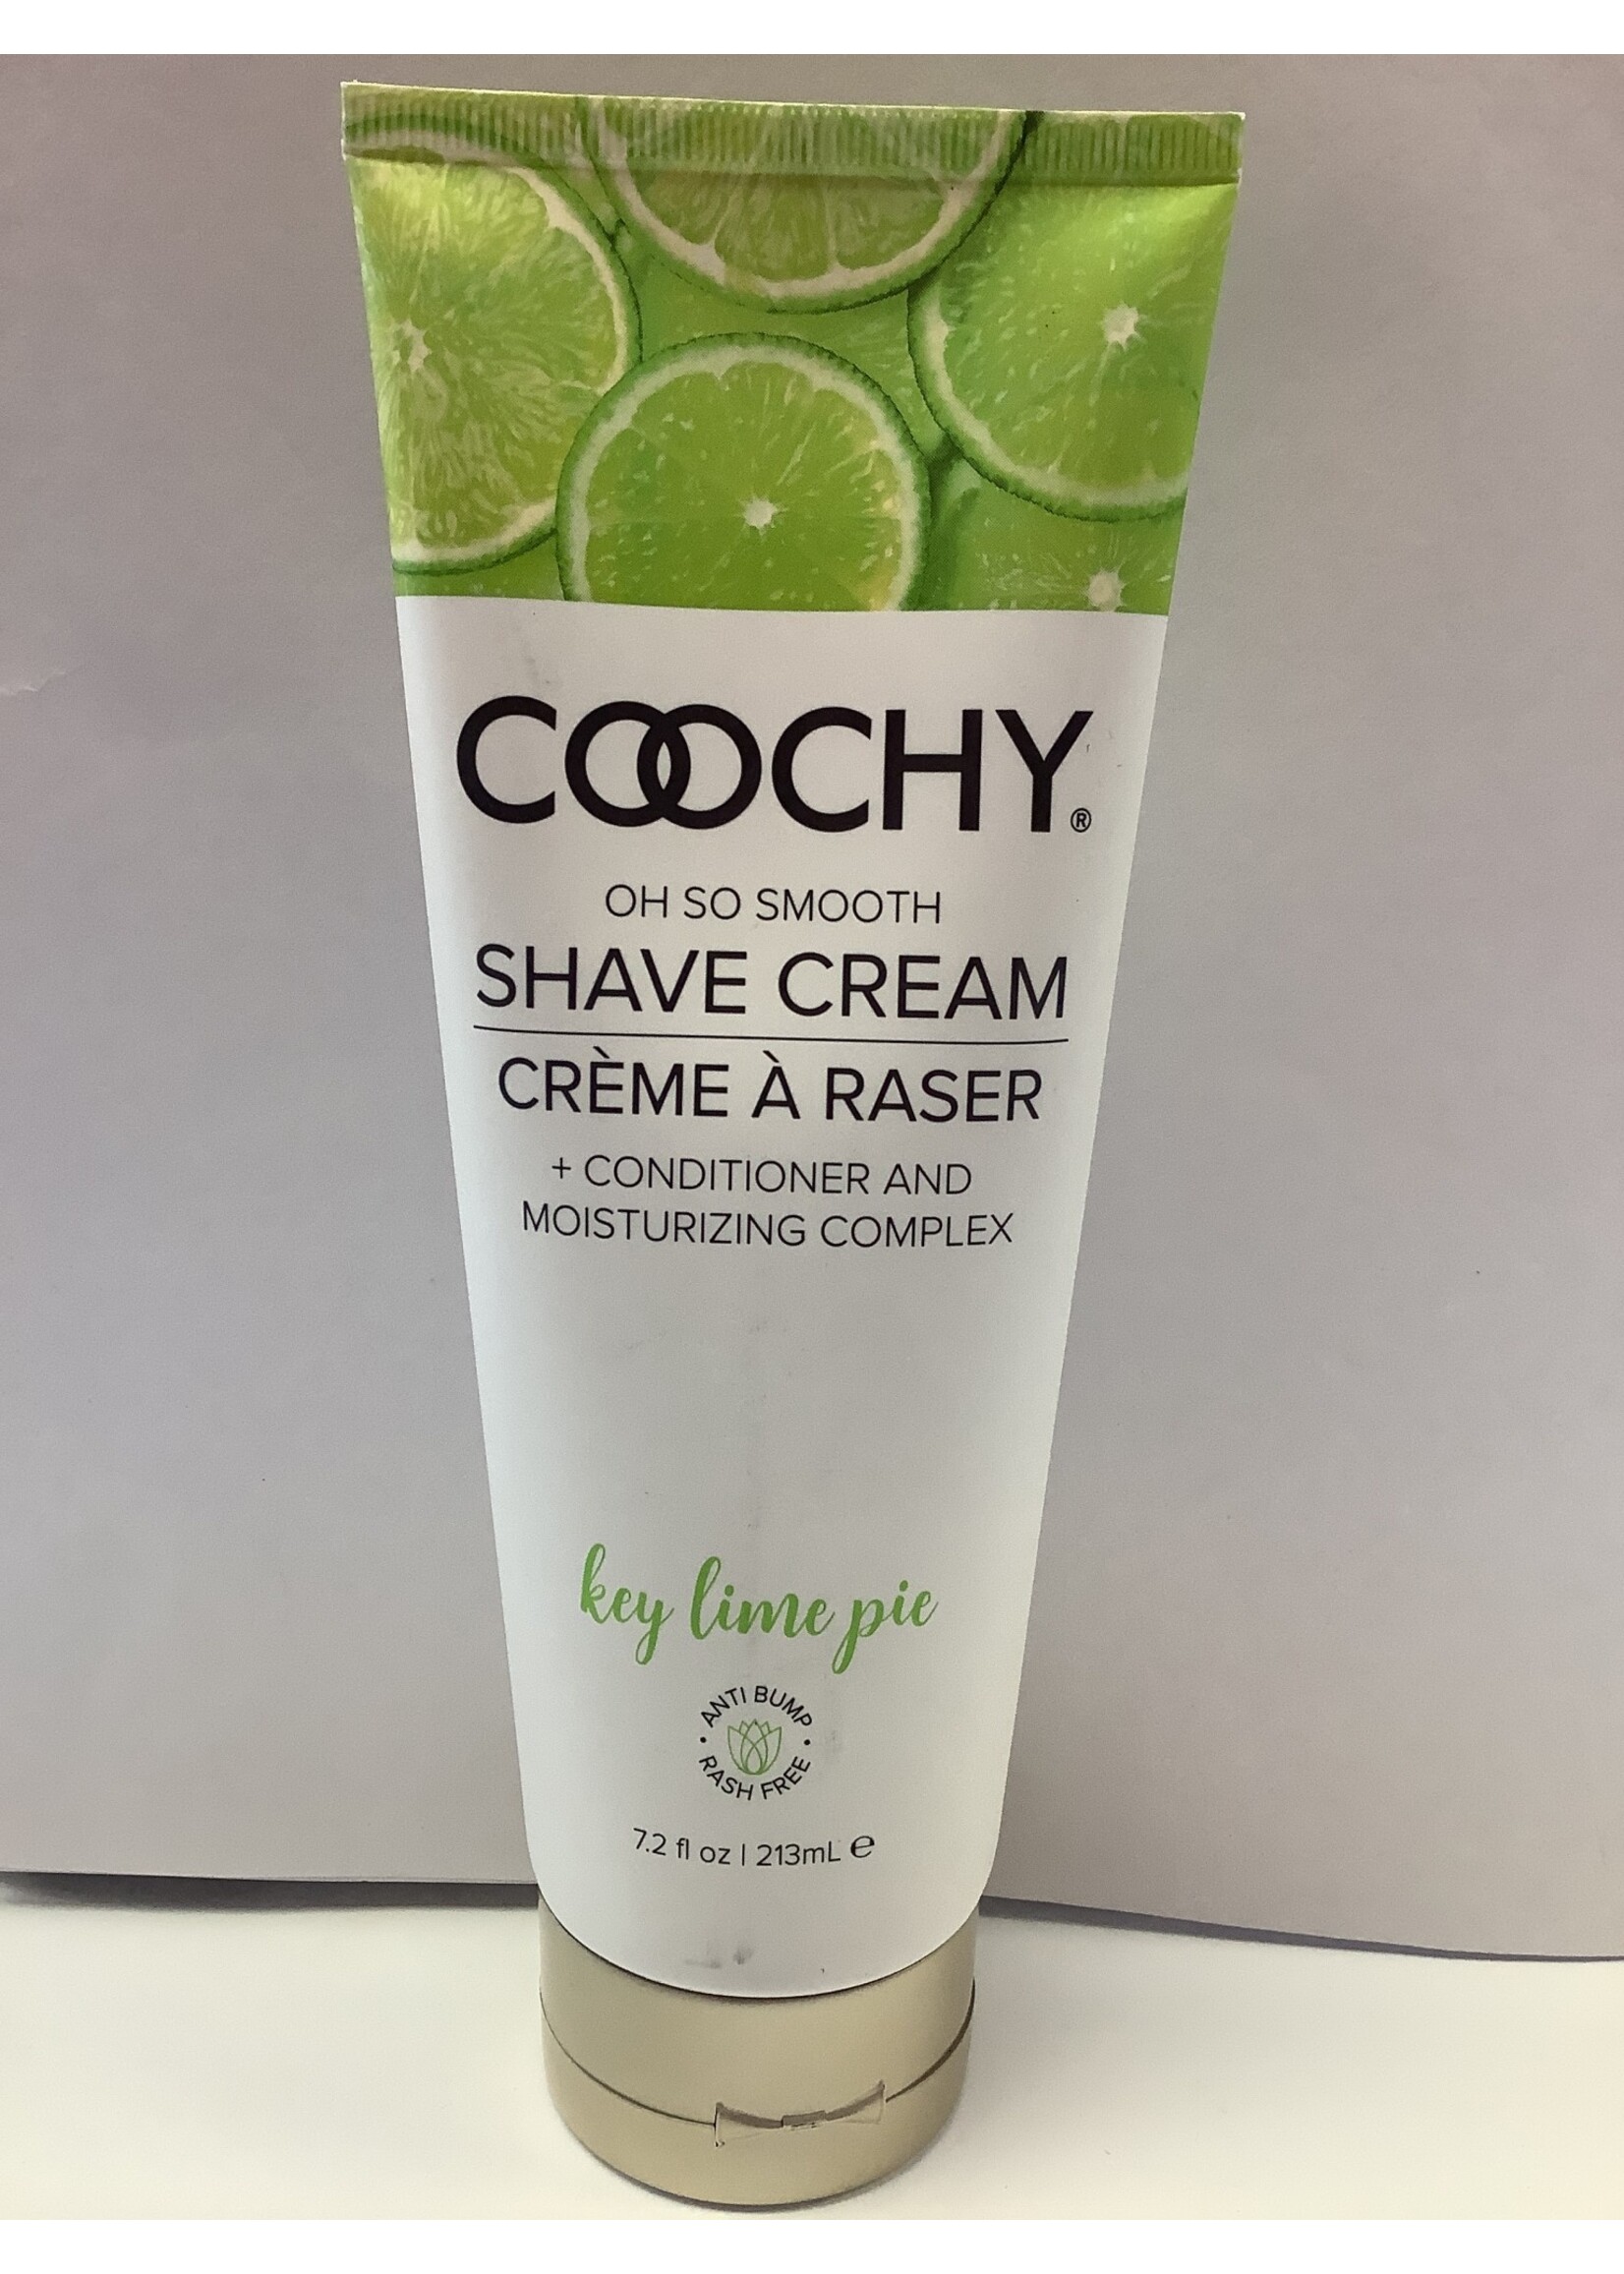 COOCHY®
OH SO SMOOTH
SHAVE CREAM
CRÈME À RASER
+ CONDITIONER AND
MOISTURIZING COMPLEX
key lime pie
ANTI BUMP
• RASH FREE •
7.2 fl oz | 213mL ℮